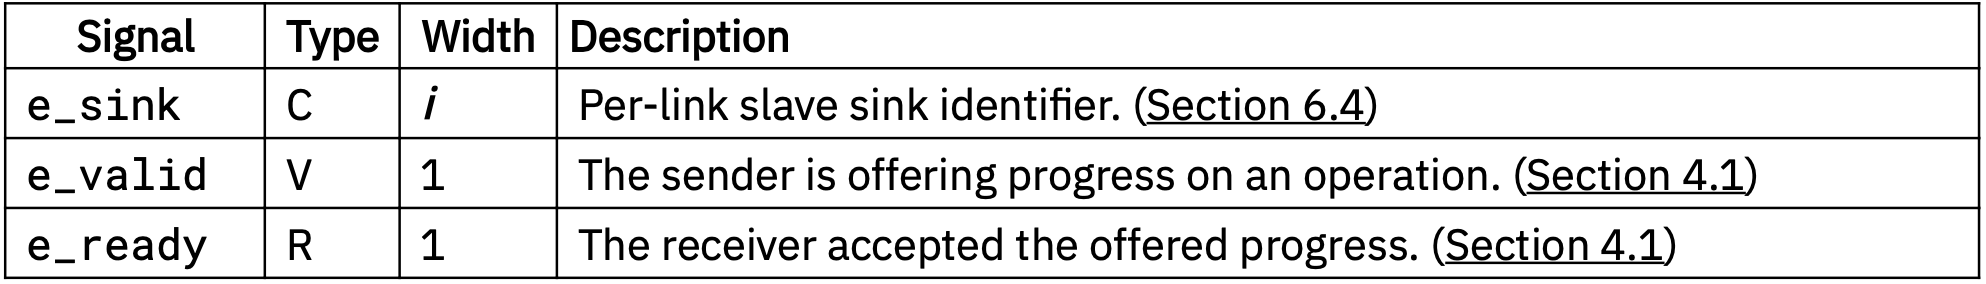 Signal Type Width Description
e_sink C i Per-link slave sink identifier. (Section 6.4)
e_valid V 1 The sender is offering progress on an operation. (Section 4.1)
e_ready R 1 The receiver accepted the offered progress. (Section 4.1)